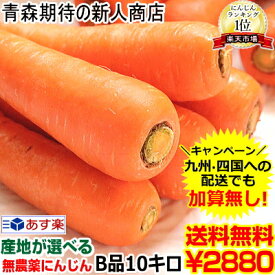 青森期待の新人商店
にんじん
ランキング
1位
楽天市場
＼キャンペーン／
九州・四国への
配送でも
加算無し!
あす楽
産地が選べる
無農薬にんじん B品10キロ
送料無料
¥2880